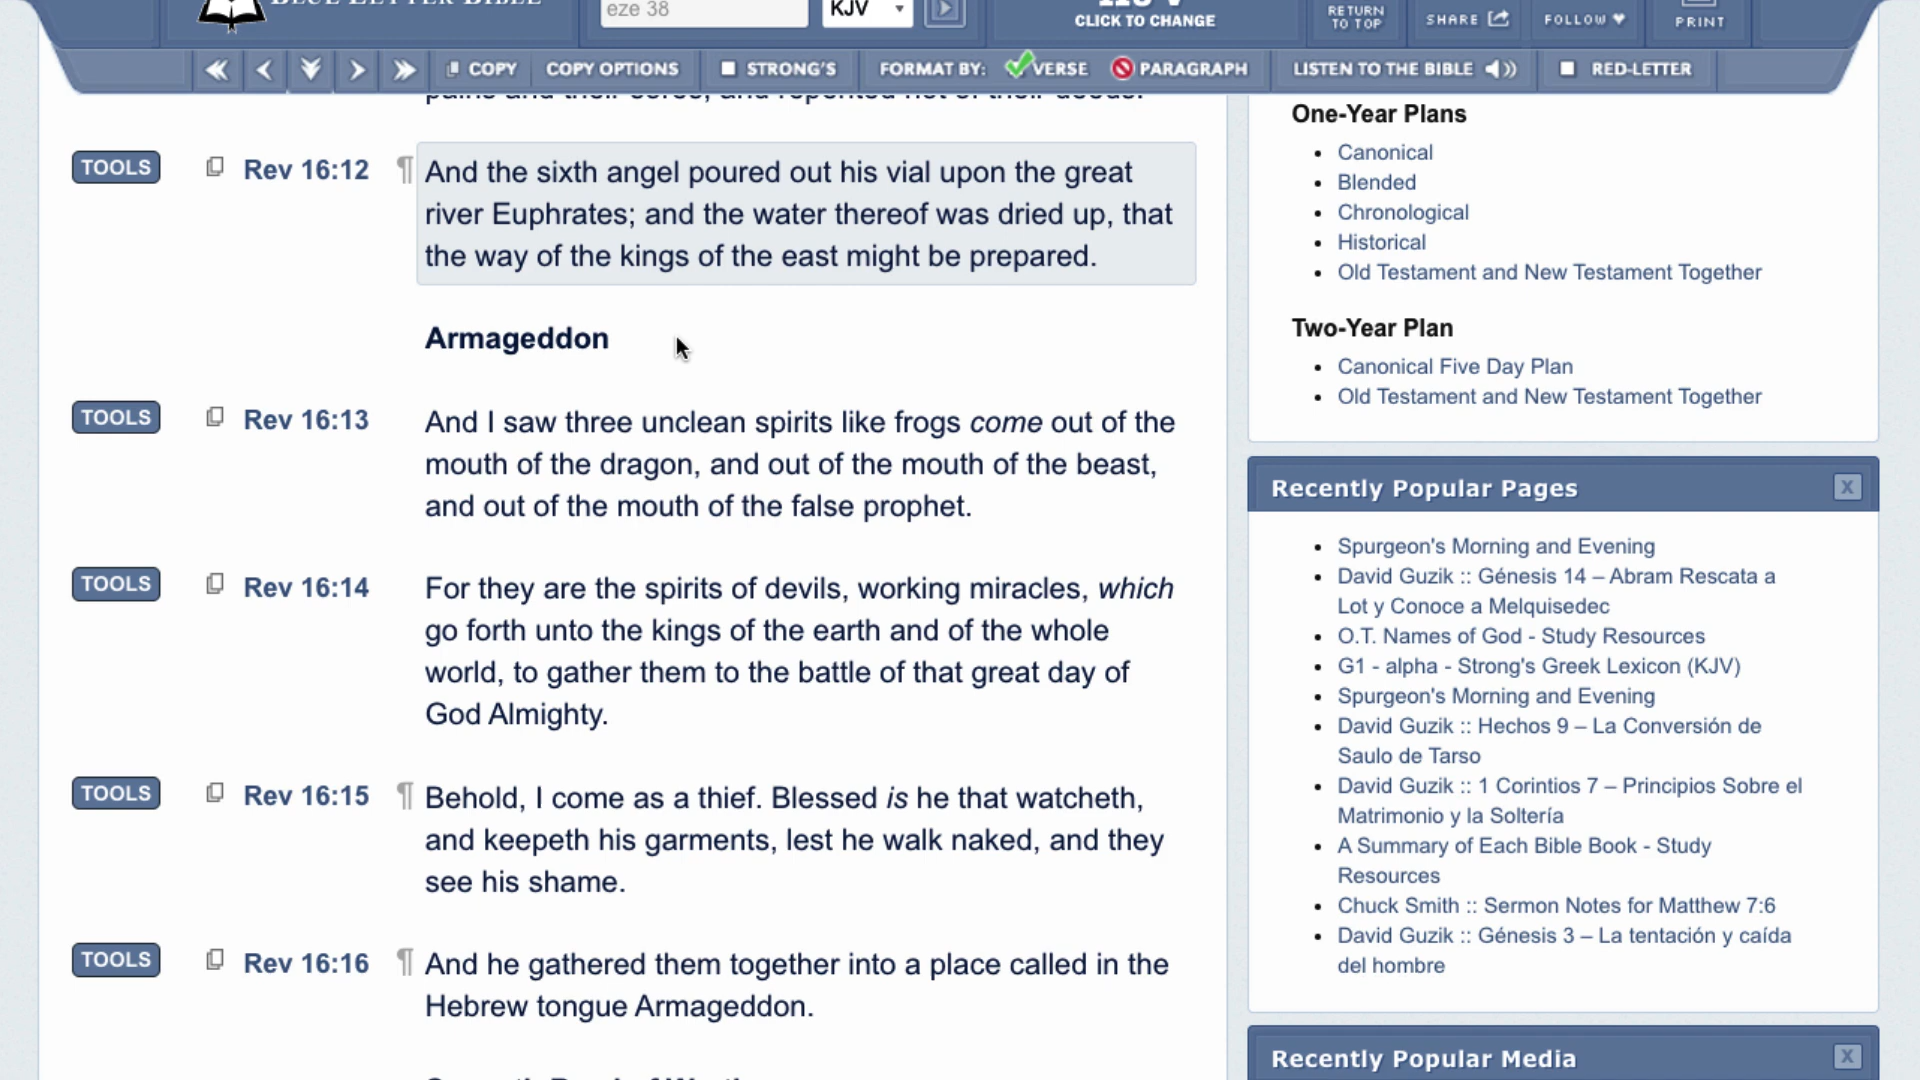 BLUE LETTER BIBLE
eze 38
KJV
CLICK TO CHANGE
RETURN
TO TOP
SHARE
FOLLOW
PRINT
COPY
COPY OPTIONS
STRONG'S
FORMAT BY:
VERSE
PARAGRAPH
LISTEN TO THE BIBLE
RED-LETTER
pains and their sores, and repented not of their deeds.
TOOLS
Rev 16:12
¶
And the sixth angel poured out his vial upon the great
river Euphrates; and the water thereof was dried up, that
the way of the kings of the east might be prepared.
Armageddon
TOOLS
Rev 16:13
And I saw three unclean spirits like frogs come out of the
mouth of the dragon, and out of the mouth of the beast,
and out of the mouth of the false prophet.
TOOLS
Rev 16:14
For they are the spirits of devils, working miracles, which
go forth unto the kings of the earth and of the whole
world, to gather them to the battle of that great day of
God Almighty.
TOOLS
Rev 16:15
¶
Behold, I come as a thief. Blessed is he that watcheth,
and keepeth his garments, lest he walk naked, and they
see his shame.
TOOLS
Rev 16:16
¶
And he gathered them together into a place called in the
Hebrew tongue Armageddon.
One-Year Plans
• Canonical
• Blended
• Chronological
• Historical
• Old Testament and New Testament Together
Two-Year Plan
• Canonical Five Day Plan
• Old Testament and New Testament Together
Recently Popular Pages
X
• Spurgeon's Morning and Evening
• David Guzik :: Génesis 14 – Abram Rescata a
Lot y Conoce a Melquisedec
• O.T. Names of God - Study Resources
• G1 - alpha - Strong's Greek Lexicon (KJV)
• Spurgeon's Morning and Evening
• David Guzik :: Hechos 9 – La Conversión de
Saulo de Tarso
• David Guzik :: 1 Corintios 7 – Principios Sobre el
Matrimonio y la Soltería
• A Summary of Each Bible Book - Study
Resources
• Chuck Smith :: Sermon Notes for Matthew 7:6
• David Guzik :: Génesis 3 – La tentación y caída
del hombre
Recently Popular Media
X